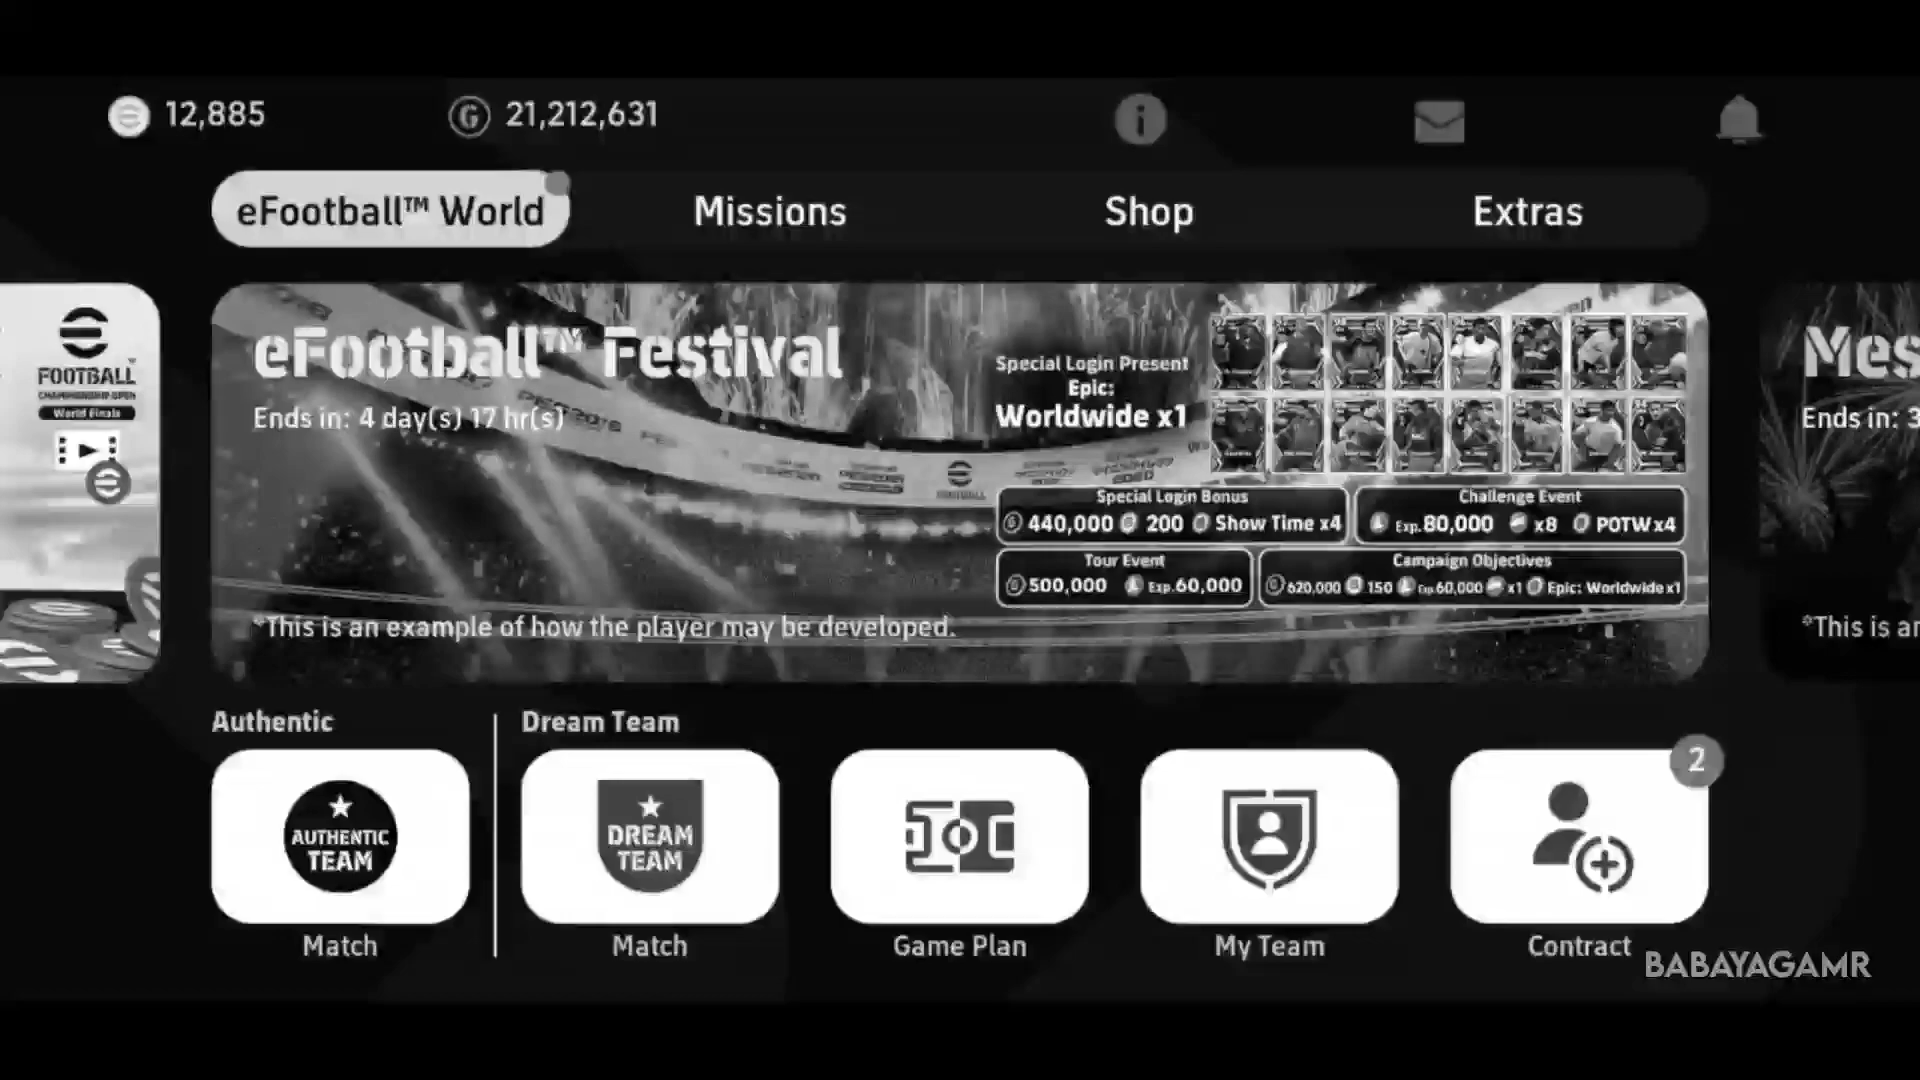 12,885
21,212,631
eFootball™ World
Missions
Shop
Extras
FOOTBALL
CHAMPIONSHIP OPEN
World Finals
eFootball™ Festival
Ends in: 4 day(s) 17 hr(s)
Special Login Present
Epic:
Worldwide x1
Special Login Bonus
440,000 200 Show Time x4
Challenge Event
Exp.80,000 x8 POTW x4
Tour Event
500,000 Exp.60,000
Campaign Objectives
620,000 150 Exp.60,000 x1 Epic: Worldwide x1
*This is an example of how the player may be developed.
Mes
Ends in: 3
*This is an
Authentic
Dream Team
AUTHENTIC
TEAM
DREAM
TEAM
2
Match
Match
Game Plan
My Team
Contract
BABAYAGAMR